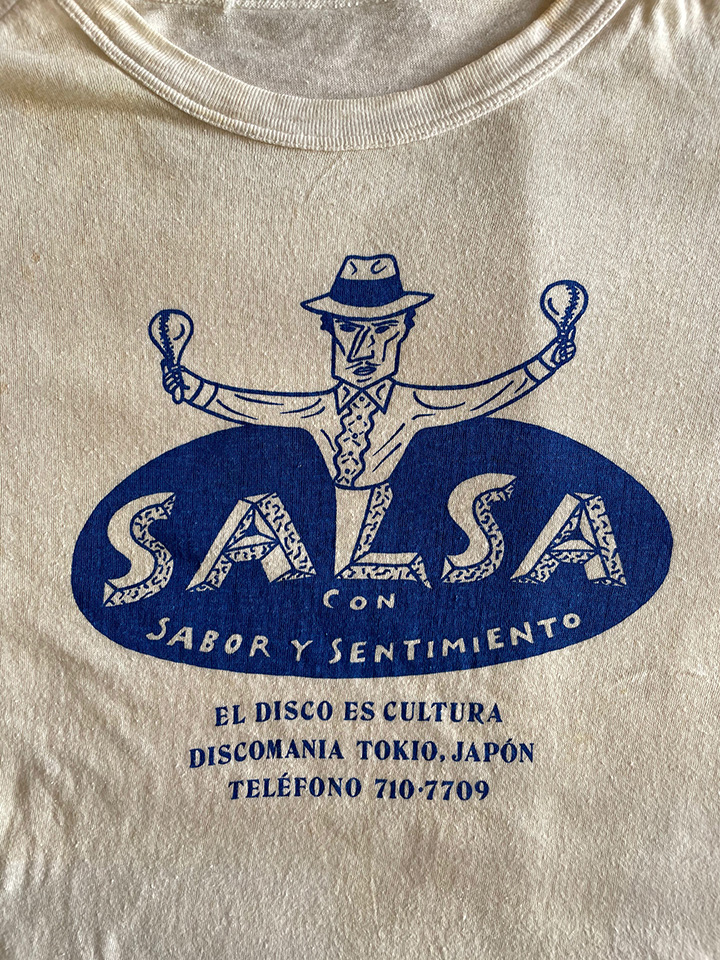 SALSA
CON
SABOR Y SENTIMIENTO
EL DISCO ES CULTURA
DISCOMANIA TOKIO, JAPÓN
TELÉFONO 710·7709